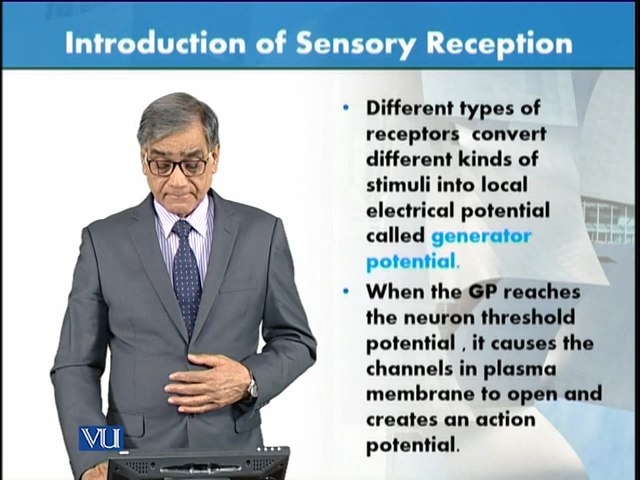 Introduction of Sensory Reception
• Different types of
receptors convert
different kinds of
stimuli into local
electrical potential
called generator
potential.
• When the GP reaches
the neuron threshold
potential , it causes the
channels in plasma
membrane to open and
creates an action
potential.
VU